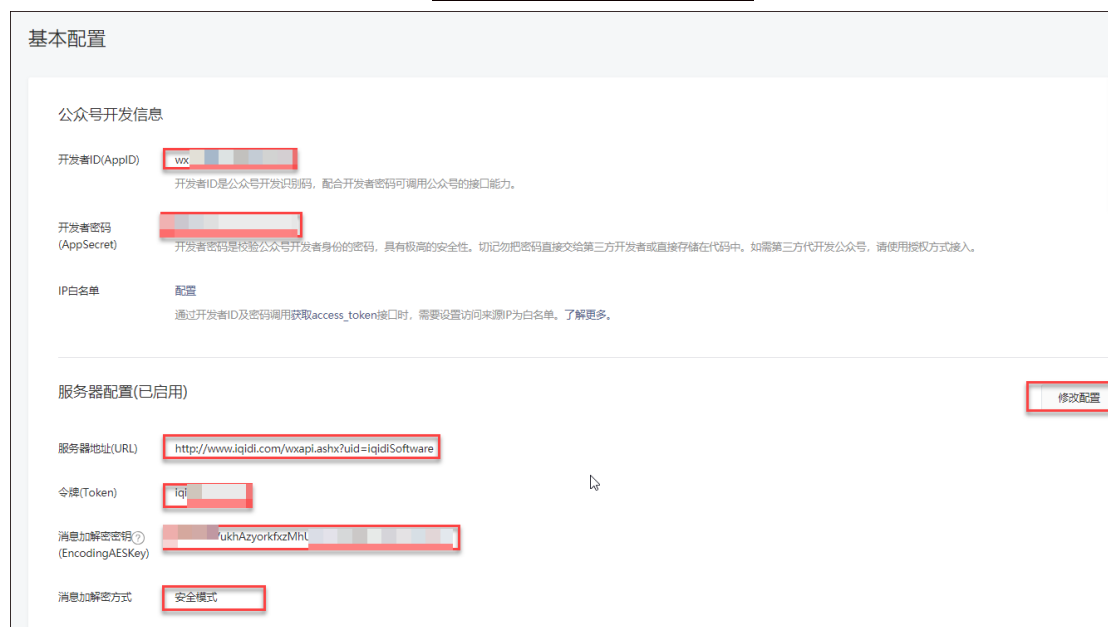 基本配置
公众号开发信息
开发者ID(AppID)
wx
开发者ID是公众号开发识别码，配合开发者密码可调用公众号的接口能力。
开发者密码
(AppSecret)
开发者密码是校验公众号开发者身份的密码，具有极高的安全性。切记勿把密码直接交给第三方开发者或直接存储在代码中。如需第三方代开发公众号，请使用授权方式接入。
IP白名单
配置
通过开发者ID及密码调用获取access_token接口时，需要设置访问来源IP为白名单。了解更多。
服务器配置(已启用)
修改配置
服务器地址(URL)
http://www.iqidi.com/wxapi.ashx?uid=iqidiSoftware
令牌(Token)
iqi
消息加解密密钥?
(EncodingAESKey)
ukhAzyorkfxzMhU
消息加解密方式
安全模式